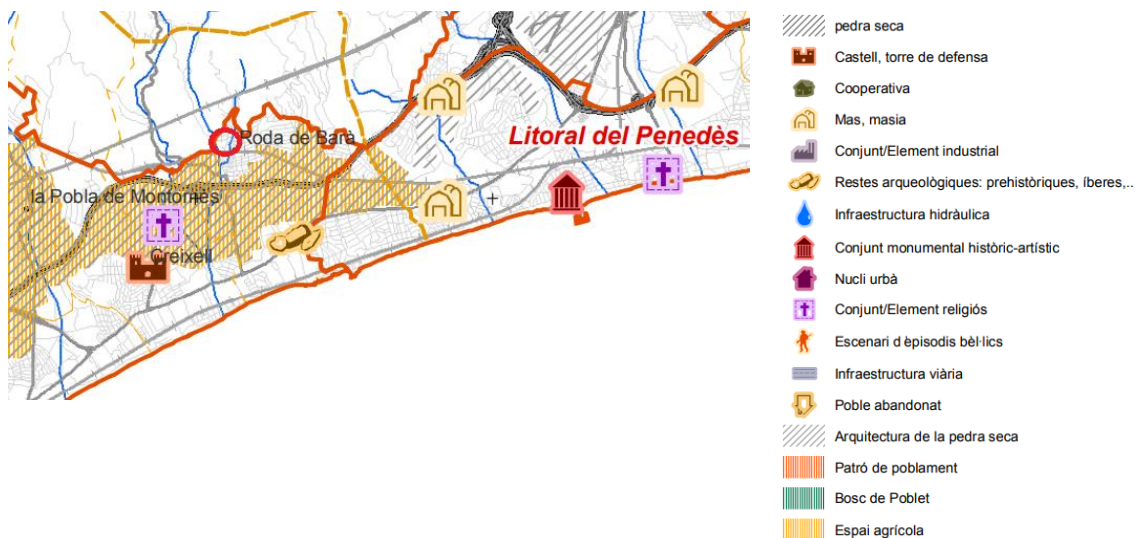 Roda de Barà
Litoral del Penedès
la Pobla de Montornès
Creixell
pedra seca
Castell, torre de defensa
Cooperativa
Mas, masia
Conjunt/Element industrial
Restes arqueològiques: prehistòriques, íberes,..
Infraestructura hidràulica
Conjunt monumental històric-artístic
Nucli urbà
Conjunt/Element religiós
Escenari d'èpisodis bèl·lics
Infraestructura viària
Poble abandonat
Arquitectura de la pedra seca
Patró de poblament
Bosc de Poblet
Espai agrícola